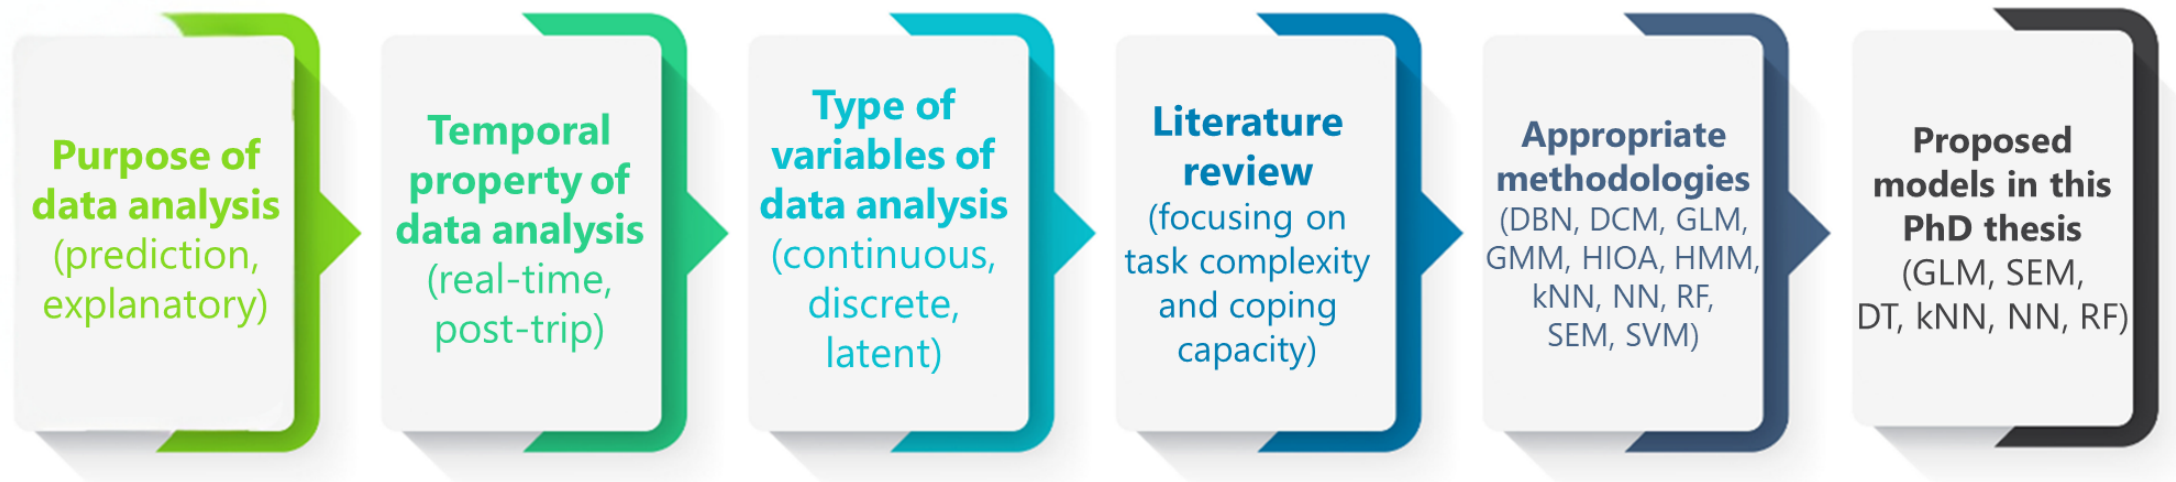 Purpose of
data analysis
(prediction,
explanatory)
Temporal
property of
data analysis
(real-time,
post-trip)
Type of
variables of
data analysis
(continuous,
discrete,
latent)
Literature
review
(focusing on
task complexity
and coping
capacity)
Appropriate
methodologies
(DBN, DCM, GLM,
GMM, HIOA, HMM,
kNN, NN, RF,
SEM, SVM)
Proposed
models in this
PhD thesis
(GLM, SEM,
DT, kNN, NN, RF)